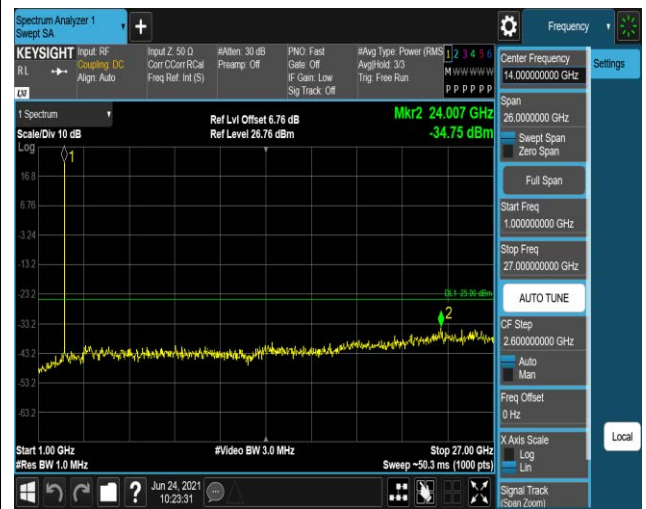 Spectrum Analyzer 1
Swept SA
Frequency
KEYSIGHT
RL
LXI
Input: RF
Coupling: DC
Align: Auto
Input Z: 50 Ω
Corr CCorr RCal
Freq Ref: Int (S)
#Atten: 30 dB
Preamp: Off
PNO: Fast
Gate: Off
IF Gain: Low
Sig Track: Off
#Avg Type: Power (RMS
Avg|Hold: 3/3
Trig: Free Run
1 2 3 4 5 6
M W W W W W
P P P P P P
1 Spectrum
Scale/Div 10 dB
Log
Ref Lvl Offset 6.76 dB
Ref Level 26.76 dBm
Mkr2 24.007 GHz
-34.75 dBm
1
16.8
6.76
-3.24
-13.2
-23.2
DL1 -25.00 dBm
2
-33.2
-43.2
-53.2
-63.2
Start 1.00 GHz
#Res BW 1.0 MHz
#Video BW 3.0 MHz
Stop 27.00 GHz
Sweep ~50.3 ms (1000 pts)
Jun 24, 2021
10:23:31
Center Frequency
14.000000000 GHz
Span
26.0000000 GHz
Swept Span
Zero Span
Full Span
Start Freq
1.000000000 GHz
Stop Freq
27.000000000 GHz
AUTO TUNE
CF Step
2.600000000 GHz
Auto
Man
Freq Offset
0 Hz
X Axis Scale
Log
Lin
Signal Track
(Span Zoom)
Settings
Local